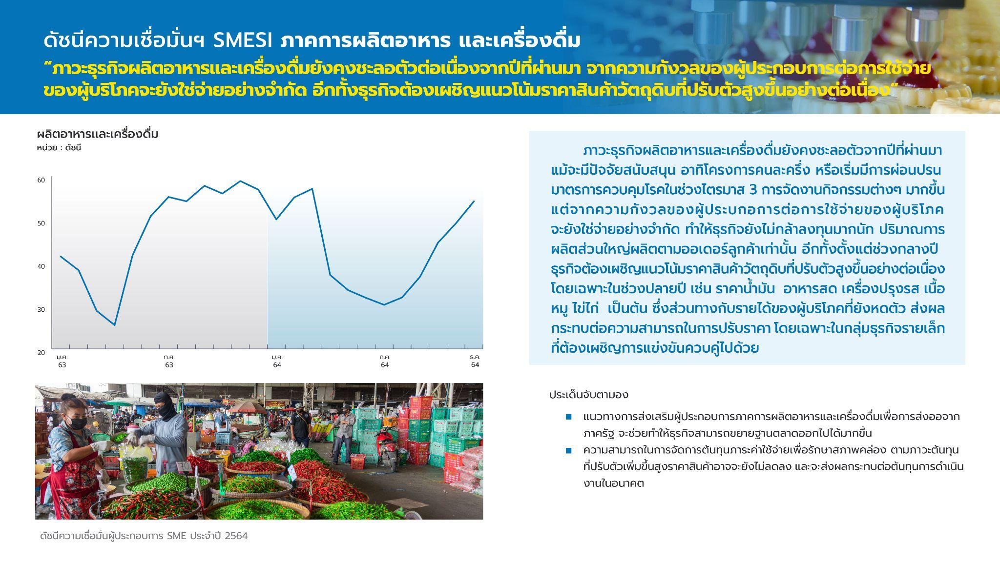 ดัชนีความเชื่อมั่นฯ SMESI ภาคการผลิตอาหาร และเครื่องดื่ม
“ภาวะธุรกิจผลิตอาหารและเครื่องดื่มยังคงชะลอตัวต่อเนื่องจากปีที่ผ่านมา จากความกังวลของผู้ประกอบการต่อการใช้จ่าย
ของผู้บริโภคจะยังใช่จ่ายอย่างจำกัด อีกทั้งธุรกิจต้องเผชิญแนวโน้มราคาสินค้าวัตถุดิบที่ปรับตัวสูงขึ้นอย่างต่อเนื่อง“
ผลิตอาหารและเครื่องดื่ม
หน่วย : ดัชนี
60
50
40
30
20
ม.ค. ก.ค. ม.ค. ก.ค. ธ.ค.
63 63 64 64 64
ภาวะธุรกิจผลิตอาหารและเครื่องดื่มยังคงชะลอตัวจากปีที่ผ่านมา
แม้จะมีปัจจัยสนับสนุน อาทิโครงการคนละครึ่ง หรือเริ่มมีการผ่อนปรน
มาตรการควบคุมโรคในช่วงไตรมาส 3 การจัดงานกิจกรรมต่างๆ มากขึ้น
แต่จากความกังวลของผู้ประบกอการต่อการใช้จ่ายของผู้บริโภค
จะยังใช่จ่ายอย่างจำกัด ทำให้ธุรกิจยังไม่กล้าลงทุนมากนัก ปริมาณการ
ผลิตส่วนใหญ่ผลิตตามออเดอร์ลูกค้าเท่านั้น อีกทั้งตั้งแต่ช่วงกลางปี
ธุรกิจต้องเผชิญแนวโน้มราคาสินค้าวัตถุดิบที่ปรับตัวสูงขึ้นอย่างต่อเนื่อง
โดยเฉพาะในช่วงปลายปี เช่น ราคาน้ำมัน อาหารสด เครื่องปรุงรส เนื้อ
หมู ไข่ไก่ เป็นต้น ซึ่งส่วนทางกับรายได้ของผู้บริโภคที่ยังหดตัว ส่งผล
กระทบต่อความสามารถในการปรับราคา โดยเฉพาะในกลุ่มธุรกิจรายเล็ก
ที่ต้องเผชิญการแข่งขันควบคู่ไปด้วย
ประเด็นจับตามอง
■ แนวทางการส่งเสริมผู้ประกอบการภาคการผลิตอาหารและเครื่องดื่มเพื่อการส่งออจาก
ภาครัฐ จะช่วยทำให้ธุรกิจสามารถขยายฐานตลาดออกไปได้มากขึ้น
■ ความสามารถในการจัดการต้นทุนภาระค่าใช้จ่ายเพื่อรักษาสภาพคล่อง ตามภาวะต้นทุน
ที่ปรับตัวเพิ่มขึ้นสูงราคาสินค้าอาจจะยังไม่ลดลง และจะส่งผลกระทบต่อต้นทุนการดำเนิน
งานในอนาคต
70
ดัชนีความเชื่อมั่นผู้ประกอบการ SME ประจำปี 2564